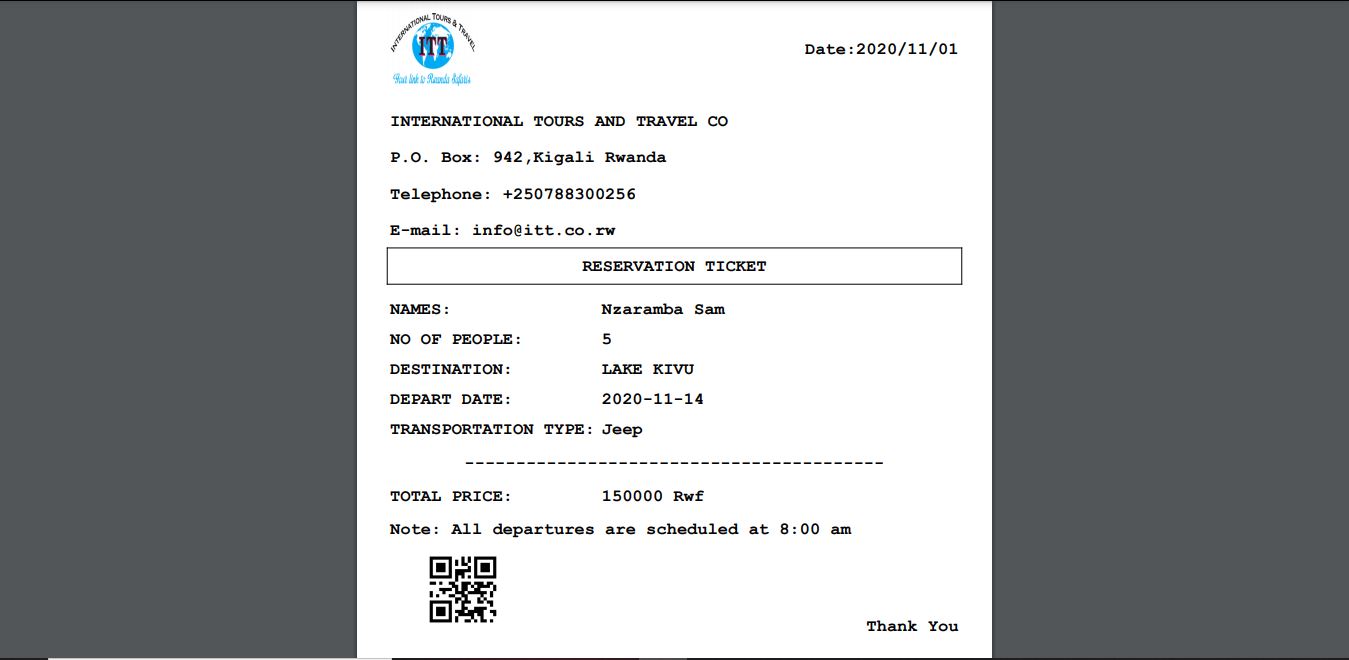 INTERNATIONAL TOURS & TRAVEL
ITT
Your link to Rwanda Safaris
Date:2020/11/01
INTERNATIONAL TOURS AND TRAVEL CO
P.O. Box: 942,Kigali Rwanda
Telephone: +250788300256
E-mail: info@itt.co.rw
RESERVATION TICKET
NAMES: Nzaramba Sam
NO OF PEOPLE: 5
DESTINATION: LAKE KIVU
DEPART DATE: 2020-11-14
TRANSPORTATION TYPE: Jeep
-----------------------------------------
TOTAL PRICE: 150000 Rwf
Note: All departures are scheduled at 8:00 am
Thank You